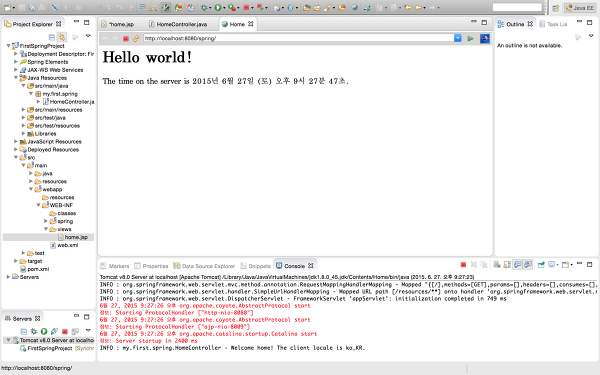 Java EE
Project Explorer
*home.jsp
HomeController.java
Home
Outline
Task Lis
http://localhost:8080/spring/
An outline is not available.
FirstSpringProject
Deployment Descriptor: FirstSpri
Spring Elements
JAX-WS Web Services
Java Resources
src/main/java
my.first.spring
HomeController.ja
src/main/resources
src/test/java
src/test/resources
Libraries
JavaScript Resources
Deployed Resources
src
main
java
resources
webapp
resources
WEB-INF
classes
spring
views
home.jsp
web.xml
test
target
pom.xml
Servers
Hello world!
The time on the server is 2015년 6월 27일 (토) 오후 9시 27분 47초.
Markers
Properties
Data Source Explorer
Snippets
Console
Tomcat v8.0 Server at localhost [Apache Tomcat] /Library/Java/JavaVirtualMachines/jdk1.8.0_45.jdk/Contents/Home/bin/java (2015. 6. 27. 오후 9:27:23)
INFO : org.springframework.web.servlet.mvc.method.annotation.RequestMappingHandlerMapping - Mapped "{[/],methods=[GET],params=[],headers=[],consumes=[],
INFO : org.springframework.web.servlet.handler.SimpleUrlHandlerMapping - Mapped URL path [/resources/**] onto handler 'org.springframework.web.servlet.r
INFO : org.springframework.web.servlet.DispatcherServlet - FrameworkServlet 'appServlet': initialization completed in 749 ms
6월 27, 2015 9:27:26 오후 org.apache.coyote.AbstractProtocol start
정보: Starting ProtocolHandler ["http-nio-8080"]
6월 27, 2015 9:27:26 오후 org.apache.coyote.AbstractProtocol start
정보: Starting ProtocolHandler ["ajp-nio-8009"]
6월 27, 2015 9:27:26 오후 org.apache.catalina.startup.Catalina start
정보: Server startup in 2400 ms
INFO : my.first.spring.HomeController - Welcome home! The client locale is ko_KR.
Servers
Tomcat v8.0 Server at localhost
FirstSpringProject [Synchr
http://localhost:8080/spring/